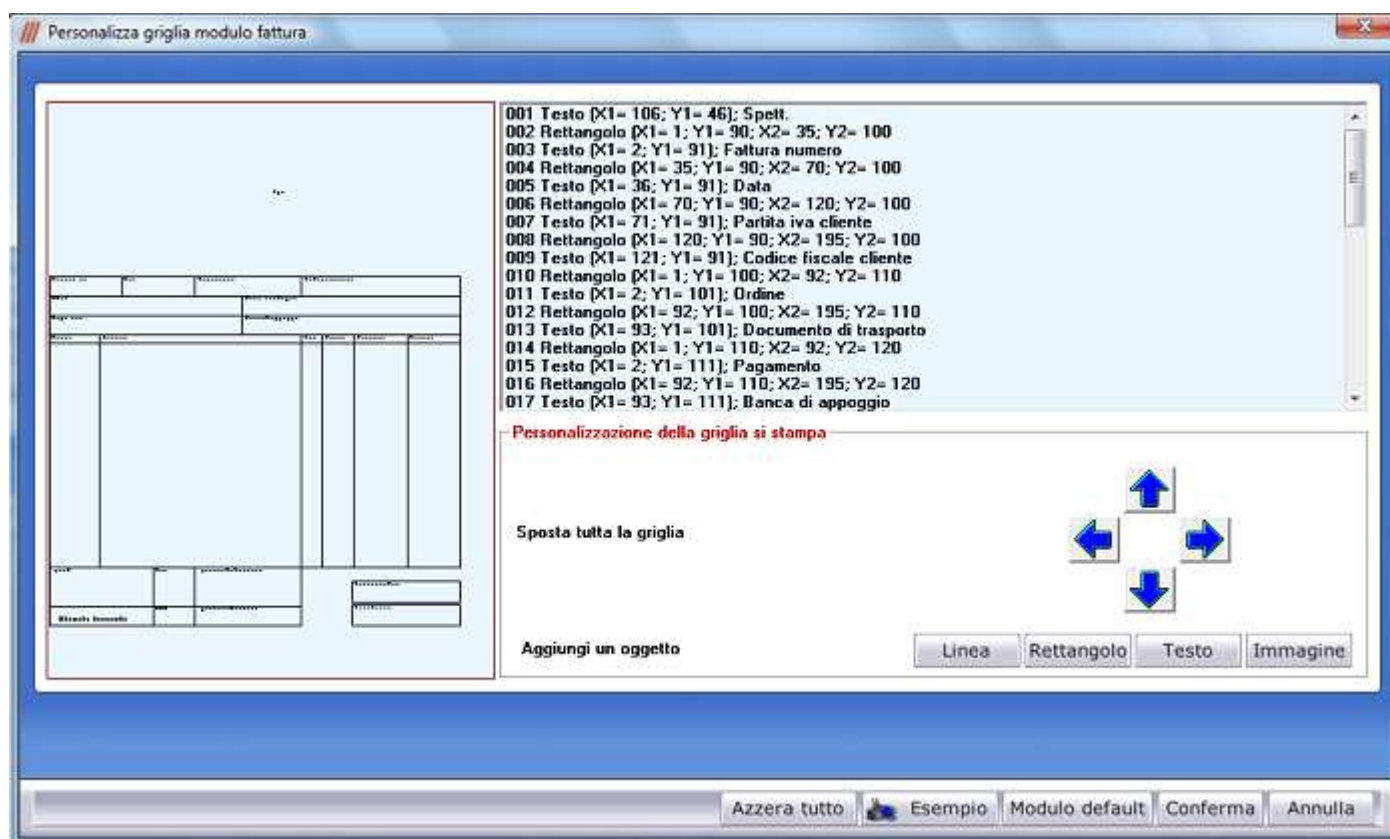 Personalizza griglia modulo fattura
001 Testo (X1= 106; Y1= 46); Spett.
002 Rettangolo (X1= 1; Y1= 90; X2= 35; Y2= 100
003 Testo (X1= 2; Y1= 91); Fattura numero
004 Rettangolo (X1= 35; Y1= 90; X2= 70; Y2= 100
005 Testo (X1= 36; Y1= 91); Data
006 Rettangolo (X1= 70; Y1= 90; X2= 120; Y2= 100
007 Testo (X1= 71; Y1= 91); Partita iva cliente
008 Rettangolo (X1= 120; Y1= 90; X2= 195; Y2= 100
009 Testo (X1= 121; Y1= 91); Codice fiscale cliente
010 Rettangolo (X1= 1; Y1= 100; X2= 92; Y2= 110
011 Testo (X1= 2; Y1= 101); Ordine
012 Rettangolo (X1= 92; Y1= 100; X2= 195; Y2= 110
013 Testo (X1= 93; Y1= 101); Documento di trasporto
014 Rettangolo (X1= 1; Y1= 110; X2= 92; Y2= 120
015 Testo (X1= 2; Y1= 111); Pagamento
016 Rettangolo (X1= 92; Y1= 110; X2= 195; Y2= 120
017 Testo (X1= 93; Y1= 111); Banca di appoggio
Personalizzazione della griglia si stampa
Sposta tutta la griglia
Aggiungi un oggetto
Linea
Rettangolo
Testo
Immagine
Azzera tutto
Esempio
Modulo default
Conferma
Annulla